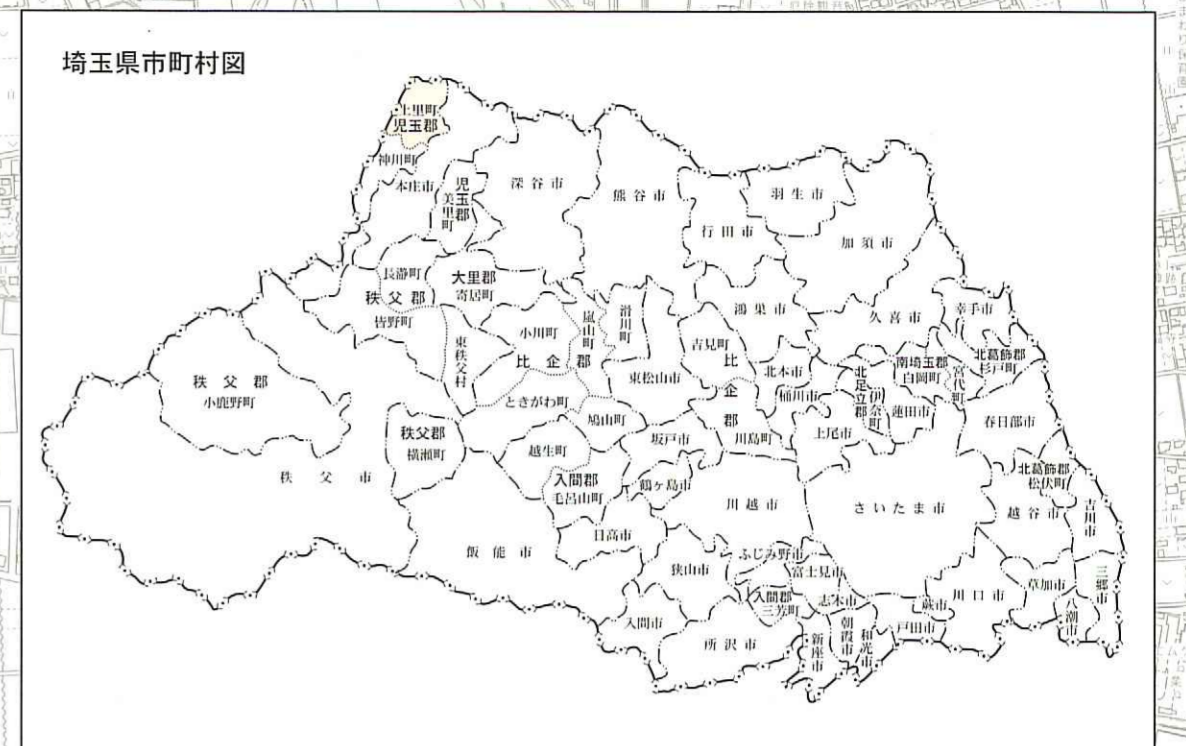 埼玉県市町村図
上里町
児玉郡
神川町
本庄市
児玉郡
美里町
深谷市
熊谷市
行田市
羽生市
加須市
長瀞町
秩父郡
皆野町
大里郡
寄居町
東秩父村
小川町
嵐山町
滑川町
比企郡
ときがわ町
鳩山町
東松山市
吉見町
比企郡
川島町
鴻巣市
北本市
桶川市
久喜市
幸手市
北葛飾郡
杉戸町
南埼玉郡
白岡町
宮代町
北足立郡
伊奈町
蓮田市
上尾市
春日部市
秩父郡
小鹿野町
秩父市
秩父郡
横瀬町
越生町
入間郡
毛呂山町
坂戸市
鶴ヶ島市
川越市
さいたま市
北葛飾郡
松伏町
越谷市
吉川市
飯能市
日高市
狭山市
ふじみ野市
富士見市
入間郡
三芳町
志木市
入間市
所沢市
新座市
朝霞市
和光市
戸田市
蕨市
川口市
草加市
八潮市
三郷市